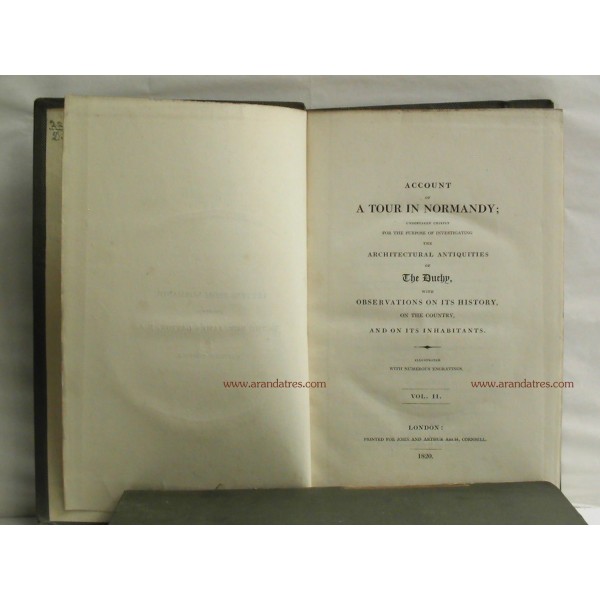 ACCOUNT
OF
A TOUR IN NORMANDY;
UNDERTAKEN CHIEFLY
FOR THE PURPOSE OF INVESTIGATING
THE
ARCHITECTURAL ANTIQUITIES
OF
The Duchy,
WITH
OBSERVATIONS ON ITS HISTORY,
ON THE COUNTRY,
AND ON ITS INHABITANTS.
ILLUSTRATED
WITH NUMEROUS ENGRAVINGS.
www.arandatres.com
www.arandatres.com
VOL. II.
LONDON:
PRINTED FOR JOHN AND ARTHUR ARCH, CORNHILL.
1820.